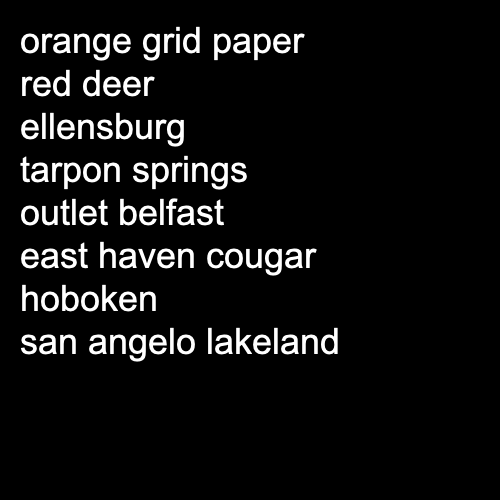 orange grid paper
red deer
ellensburg
tarpon springs
outlet belfast
east haven cougar
hoboken
san angelo lakeland